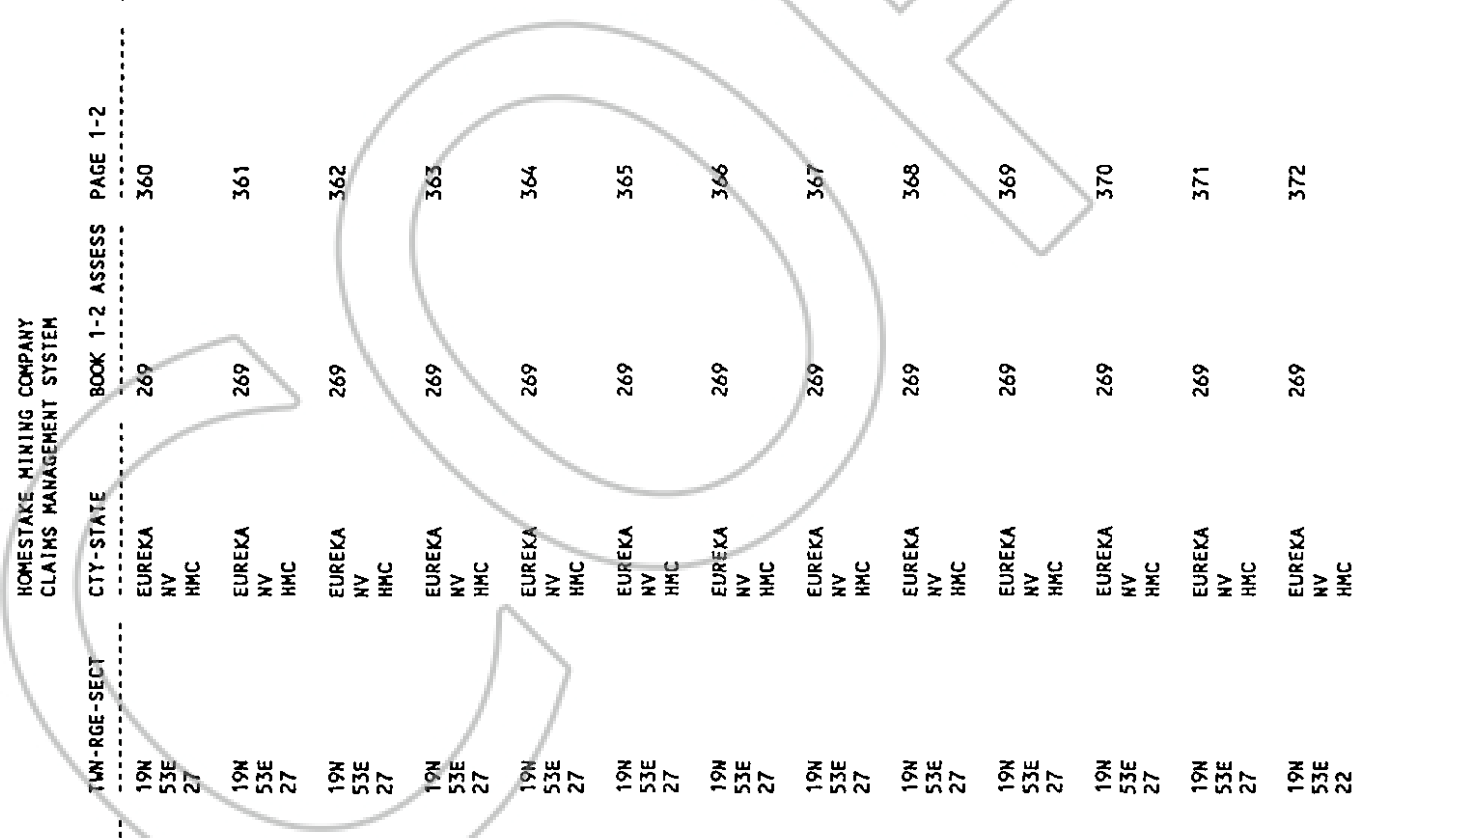 HOMESTAKE MINING COMPANY
CLAIMS MANAGEMENT SYSTEM
TWN-RGE-SECT CTY-STATE BOOK 1-2 ASSESS PAGE 1-2
19N EUREKA 269 360
53E NV
27 HMC
19N EUREKA 269 361
53E NV
27 HMC
19N EUREKA 269 362
53E NV
27 HMC
19N EUREKA 269 363
53E NV
27 HMC
19N EUREKA 269 364
53E NV
27 HMC
19N EUREKA 269 365
53E NV
27 HMC
19N EUREKA 269 366
53E NV
27 HMC
19N EUREKA 269 367
53E NV
27 HMC
19N EUREKA 269 368
53E NV
27 HMC
19N EUREKA 269 369
53E NV
27 HMC
19N EUREKA 269 370
53E NV
27 HMC
19N EUREKA 269 371
53E NV
27 HMC
19N EUREKA 269 372
53E NV
22 HMC